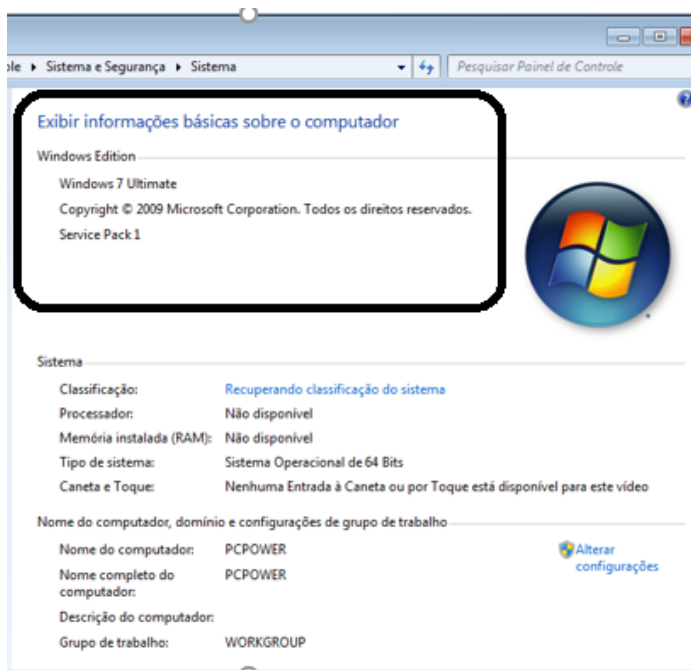 ole ▸ Sistema e Segurança ▸ Sistema
Pesquisar Painel de Controle
Exibir informações básicas sobre o computador
Windows Edition
Windows 7 Ultimate
Copyright © 2009 Microsoft Corporation. Todos os direitos reservados.
Service Pack 1
Sistema
Classificação: Recuperando classificação do sistema
Processador: Não disponível
Memória instalada (RAM): Não disponível
Tipo de sistema: Sistema Operacional de 64 Bits
Caneta e Toque: Nenhuma Entrada à Caneta ou por Toque está disponível para este vídeo
Nome do computador, domínio e configurações de grupo de trabalho
Nome do computador: PCPOWER
Alterar
configurações
Nome completo do
computador: PCPOWER
Descrição do computador:
Grupo de trabalho: WORKGROUP